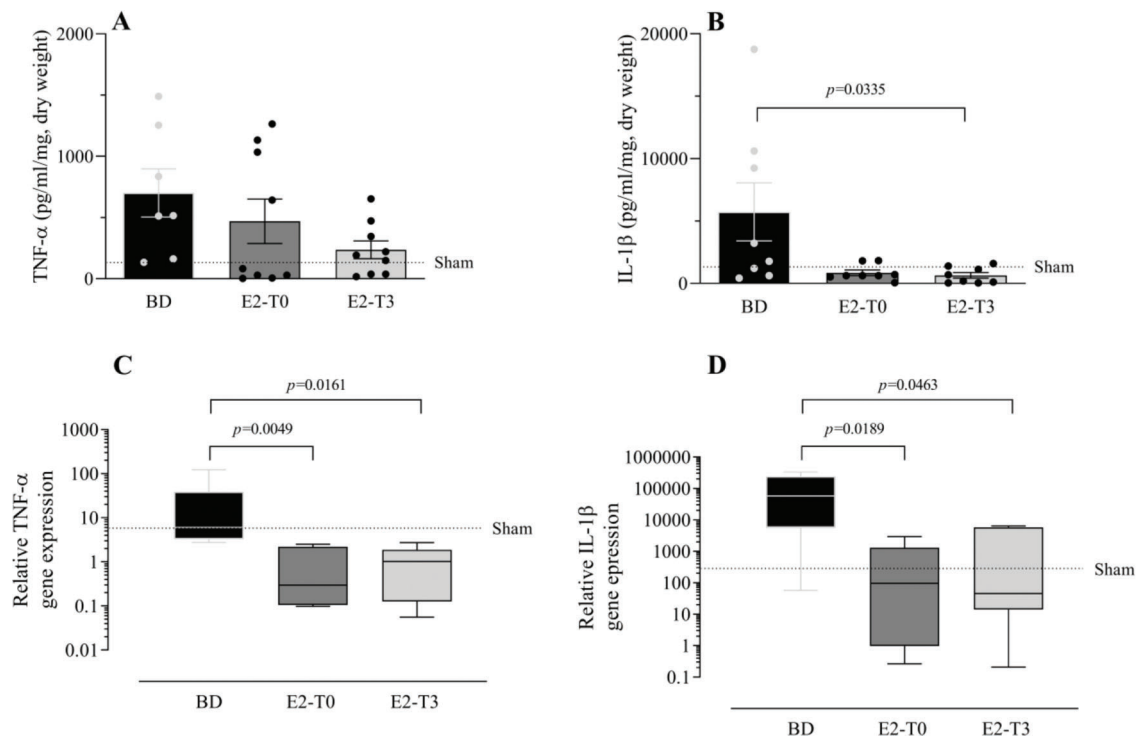 A
TNF-α (pg/ml/mg, dry weight)
2000
1000
0
Sham
BD
E2-T0
E2-T3
B
IL-1β (pg/ml/mg, dry weight)
20000
10000
0
p=0.0335
Sham
BD
E2-T0
E2-T3
C
Relative TNF-α
gene expression
1000
100
10
1
0.1
0.01
p=0.0161
p=0.0049
Sham
BD
E2-T0
E2-T3
D
Relative IL-1β
gene epression
1000000
100000
10000
1000
100
10
1
0.1
p=0.0463
p=0.0189
Sham
BD
E2-T0
E2-T3